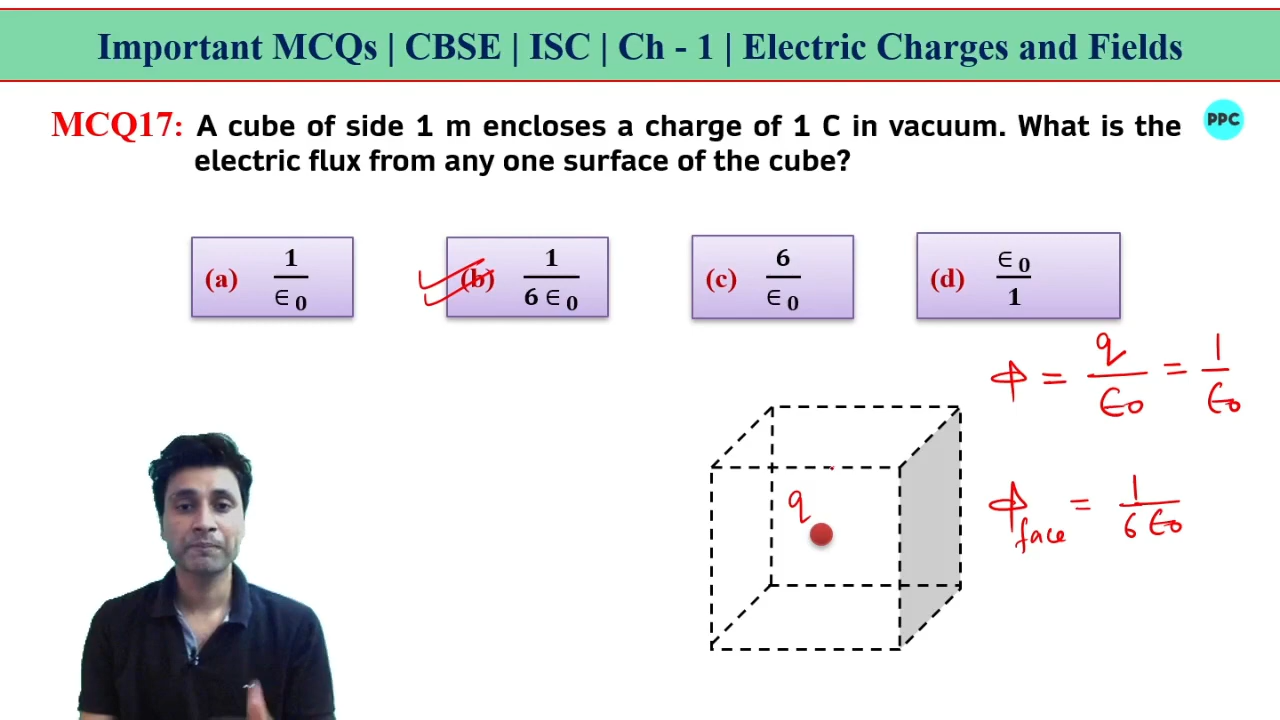 Important MCQs | CBSE | ISC | Ch - 1 | Electric Charges and Fields
MCQ17: A cube of side 1 m encloses a charge of 1 C in vacuum. What is the
PPC
electric flux from any one surface of the cube?
(a) 1/∈0
(b) 1/6 ∈0
(c) 6/∈0
(d) ∈0/1
ϕ = q/∈0 = 1/∈0
q
ϕ face = 1/6 ∈0